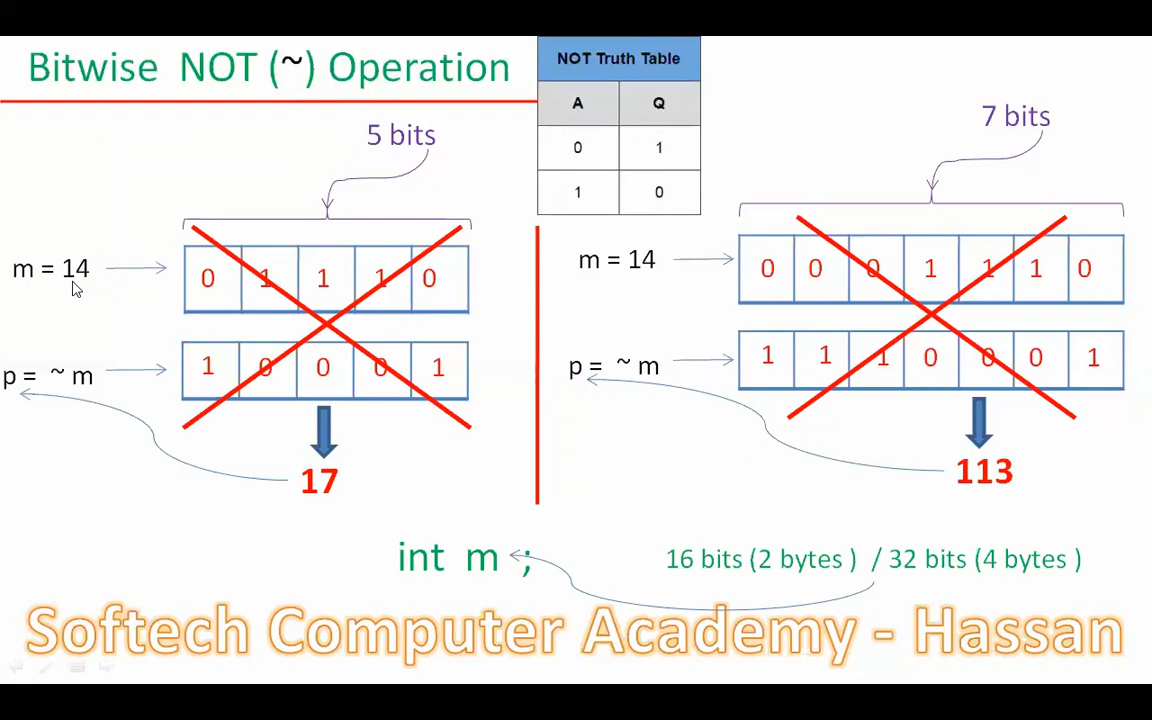 Bitwise NOT (~) Operation
NOT Truth Table
A Q
0 1
1 0
5 bits
m = 14
0 1 1 1 0
p = ~ m
1 0 0 0 1
17
7 bits
m = 14
0 0 0 1 1 1 0
p = ~ m
1 1 1 0 0 0 1
113
int m ;
16 bits (2 bytes ) / 32 bits (4 bytes )
Softech Computer Academy - Hassan